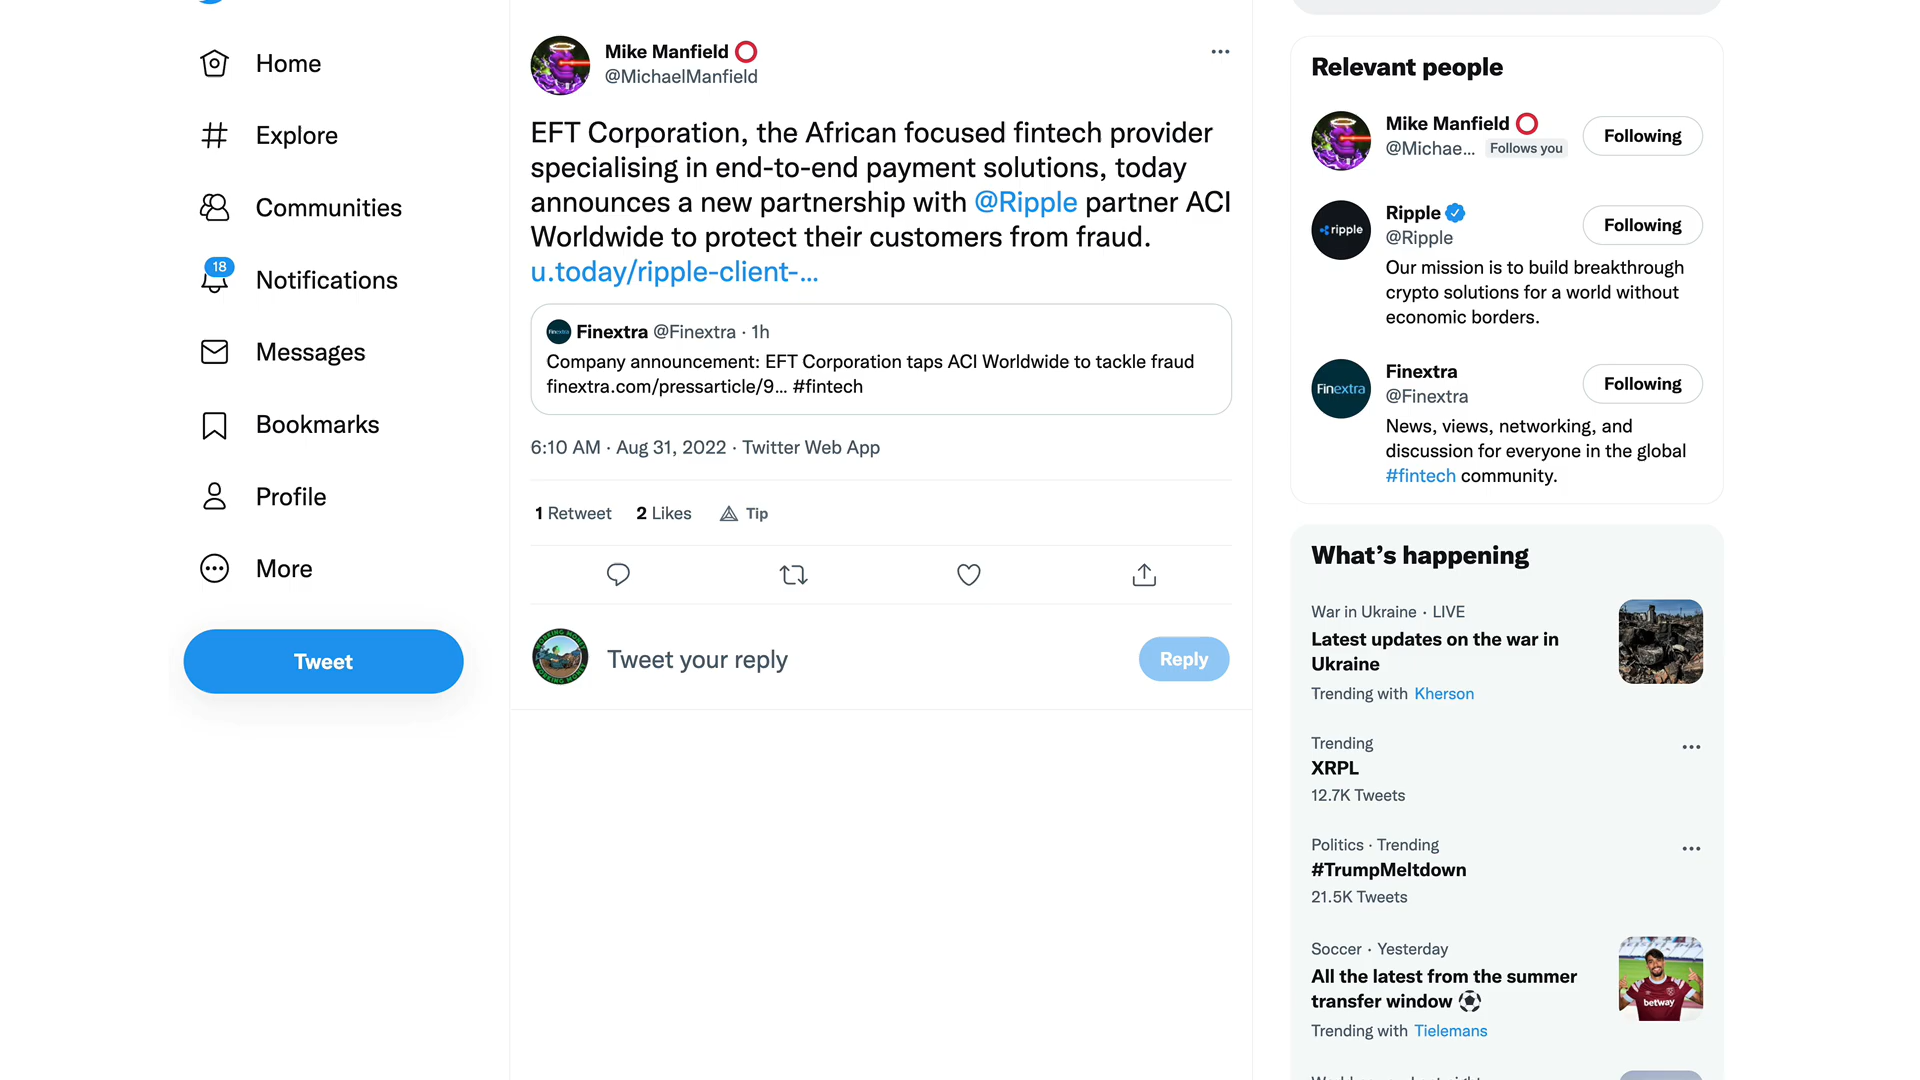 Home
Explore
Communities
18
Notifications
Messages
Bookmarks
Profile
More
Tweet
Mike Manfield
@MichaelManfield
EFT Corporation, the African focused fintech provider
specialising in end-to-end payment solutions, today
announces a new partnership with @Ripple partner ACI
Worldwide to protect their customers from fraud.
u.today/ripple-client-...
Finextra @Finextra · 1h
Company announcement: EFT Corporation taps ACI Worldwide to tackle fraud
finextra.com/pressarticle/9... #fintech
6:10 AM · Aug 31, 2022 · Twitter Web App
1 Retweet 2 Likes Tip
Tweet your reply
Reply
Relevant people
Mike Manfield
@Michae... Follows you
Following
ripple
Ripple
@Ripple
Following
Our mission is to build breakthrough
crypto solutions for a world without
economic borders.
Finextra
Finextra
@Finextra
Following
News, views, networking, and
discussion for everyone in the global
#fintech community.
What's happening
War in Ukraine · LIVE
Latest updates on the war in
Ukraine
Trending with Kherson
Trending
XRPL
12.7K Tweets
Politics · Trending
#TrumpMeltdown
21.5K Tweets
Soccer · Yesterday
All the latest from the summer
transfer window
Trending with Tielemans
betway